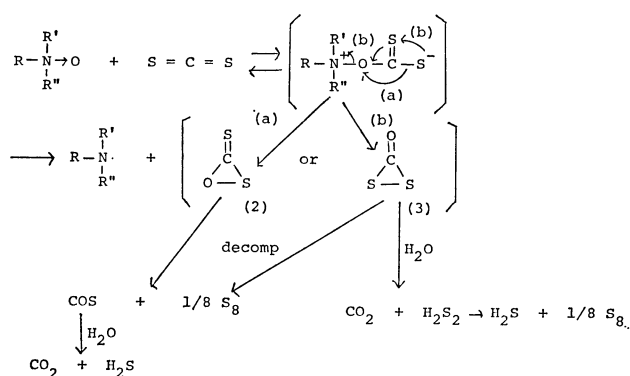 R' (b) S (b)
R' R-N+-O-C-S-
R-N→O + S=C=S R" (a)
R"
(a) (b)
R' S O
R-N. + C or C
R" O-S S-S
(2) (3)
decomp H2O
COS + 1/8 S8
H2O CO2 + H2S2 → H2S + 1/8 S8.
CO2 + H2S